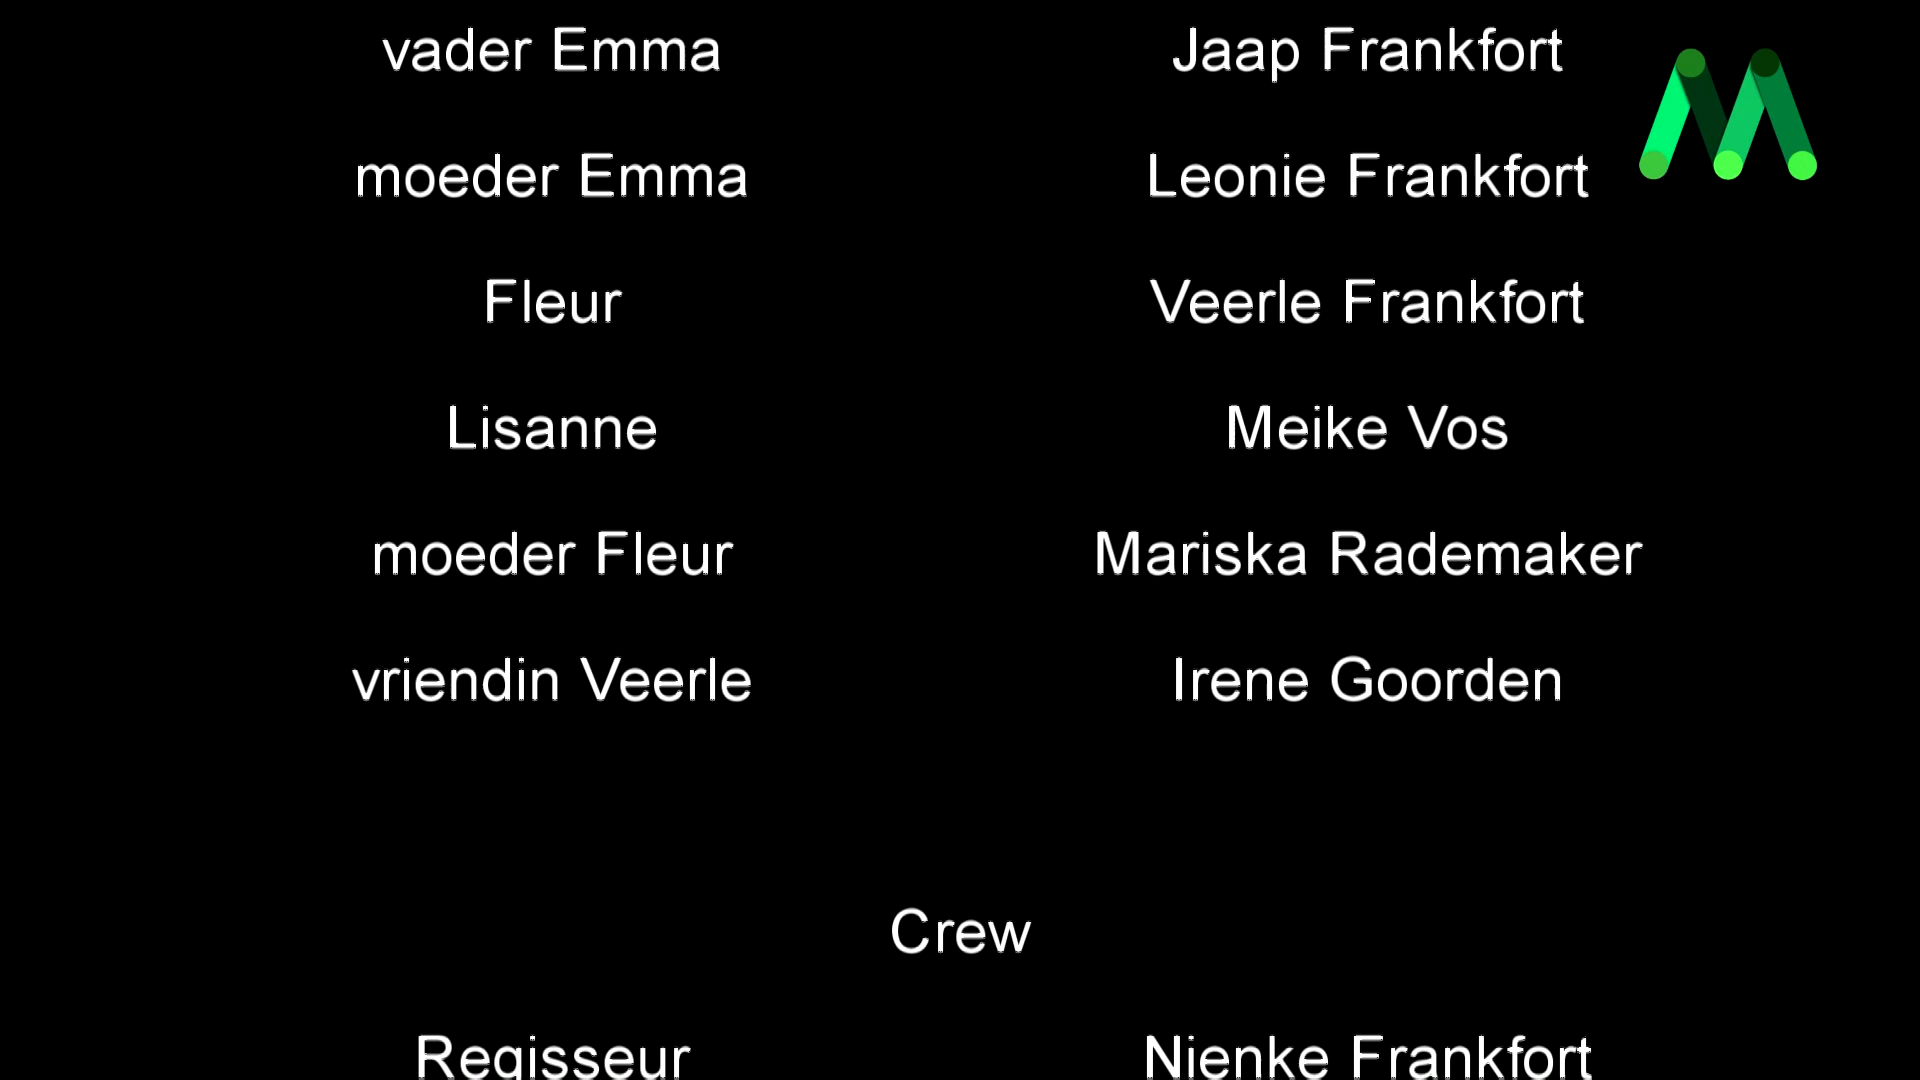 vader Emma Jaap Frankfort
moeder Emma Leonie Frankfort
Fleur Veerle Frankfort
Lisanne Meike Vos
moeder Fleur Mariska Rademaker
vriendin Veerle Irene Goorden
Crew
Regisseur Nienke Frankfort